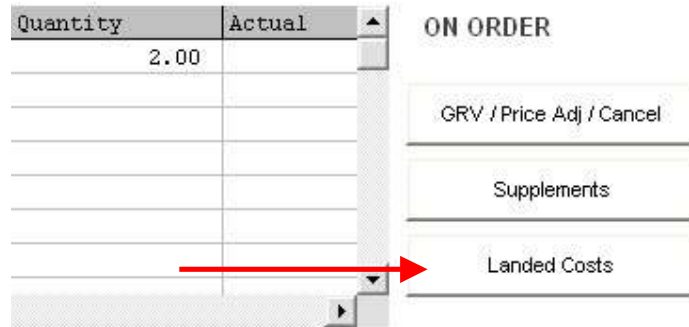 Quantity Actual
ON ORDER
2.00
GRV / Price Adj / Cancel
Supplements
Landed Costs